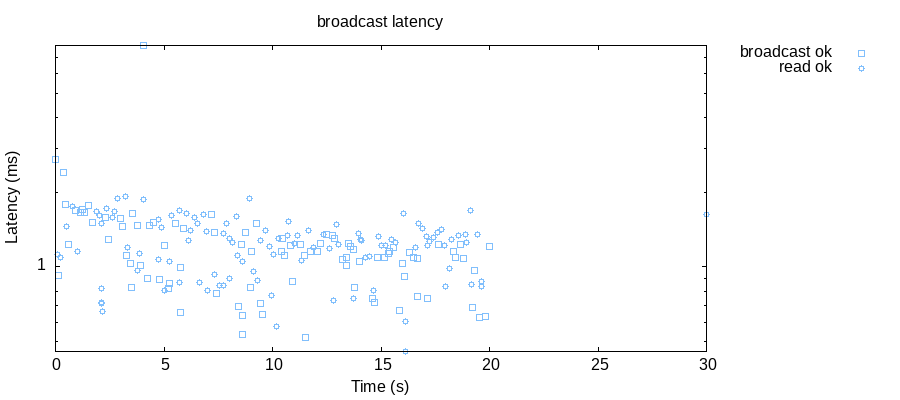 broadcast latency
broadcast ok
read ok
Latency (ms)
1
0 5 10 15 20 25 30
Time (s)